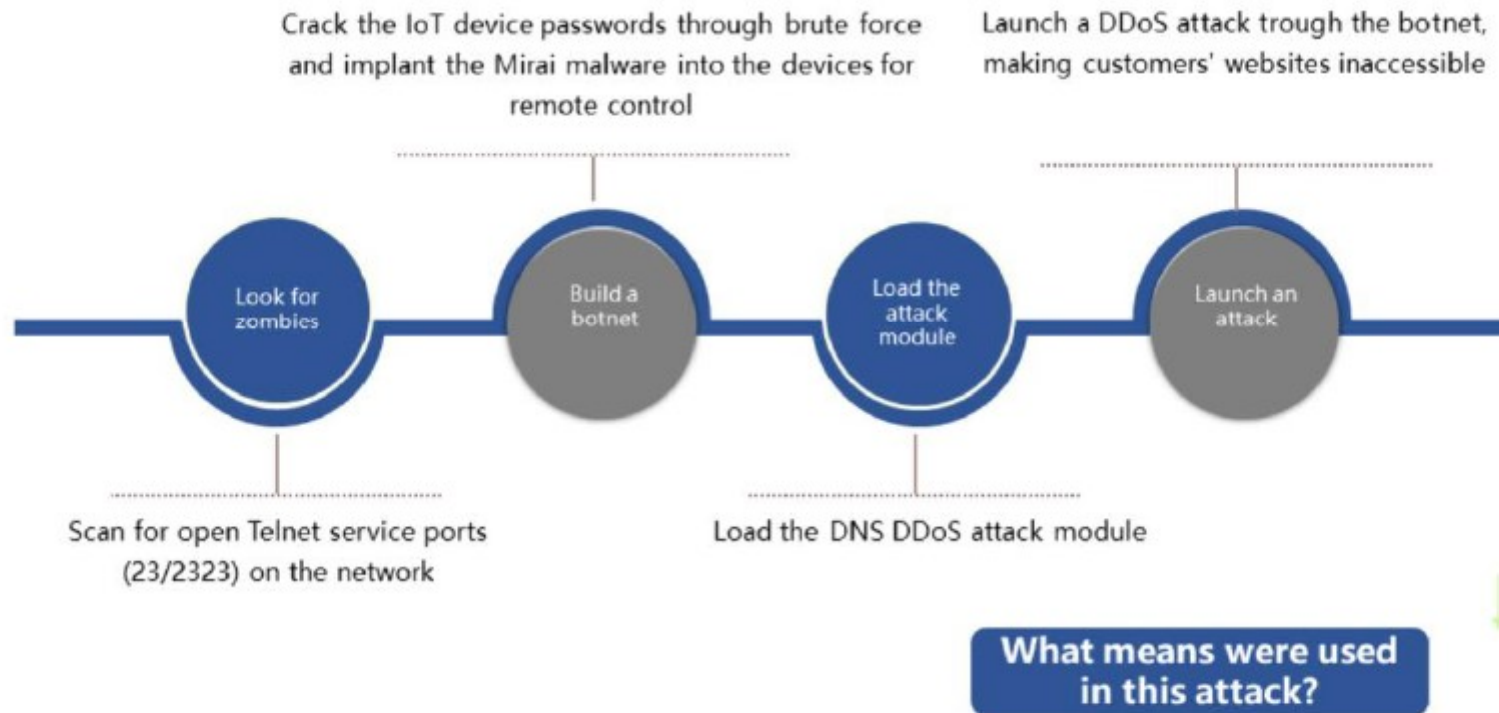 Crack the IoT device passwords through brute force
and implant the Mirai malware into the devices for
remote control
Launch a DDoS attack trough the botnet,
making customers' websites inaccessible
Look for
zombies
Build a
botnet
Load the
attack
module
Launch an
attack
Scan for open Telnet service ports
(23/2323) on the network
Load the DNS DDoS attack module
What means were used
in this attack?